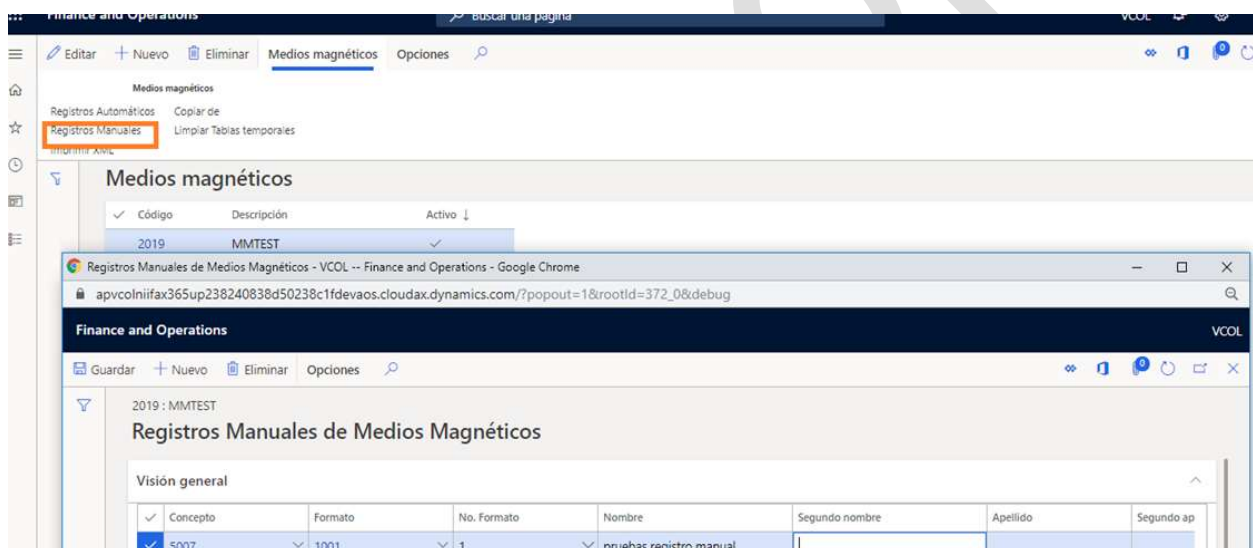 Finance and Operations Buscar una página VCOL
Editar Nuevo Eliminar Medios magnéticos Opciones
Medios magnéticos
Registros Automáticos Copiar de
Registros Manuales Limpiar Tablas temporales
Imprimir XML
Medios magnéticos
Código Descripción Activo
2019 MMTEST
Registros Manuales de Medios Magnéticos - VCOL -- Finance and Operations - Google Chrome
apvcolniifax365up238240838d50238c1fdevaos.cloudax.dynamics.com/?popout=1&rootId=372_0&debug
Finance and Operations VCOL
Guardar Nuevo Eliminar Opciones 0
2019 : MMTEST
Registros Manuales de Medios Magnéticos
Visión general
Concepto Formato No. Formato Nombre Segundo nombre Apellido Segundo ap
5007 1001 1 pruebas registro manual